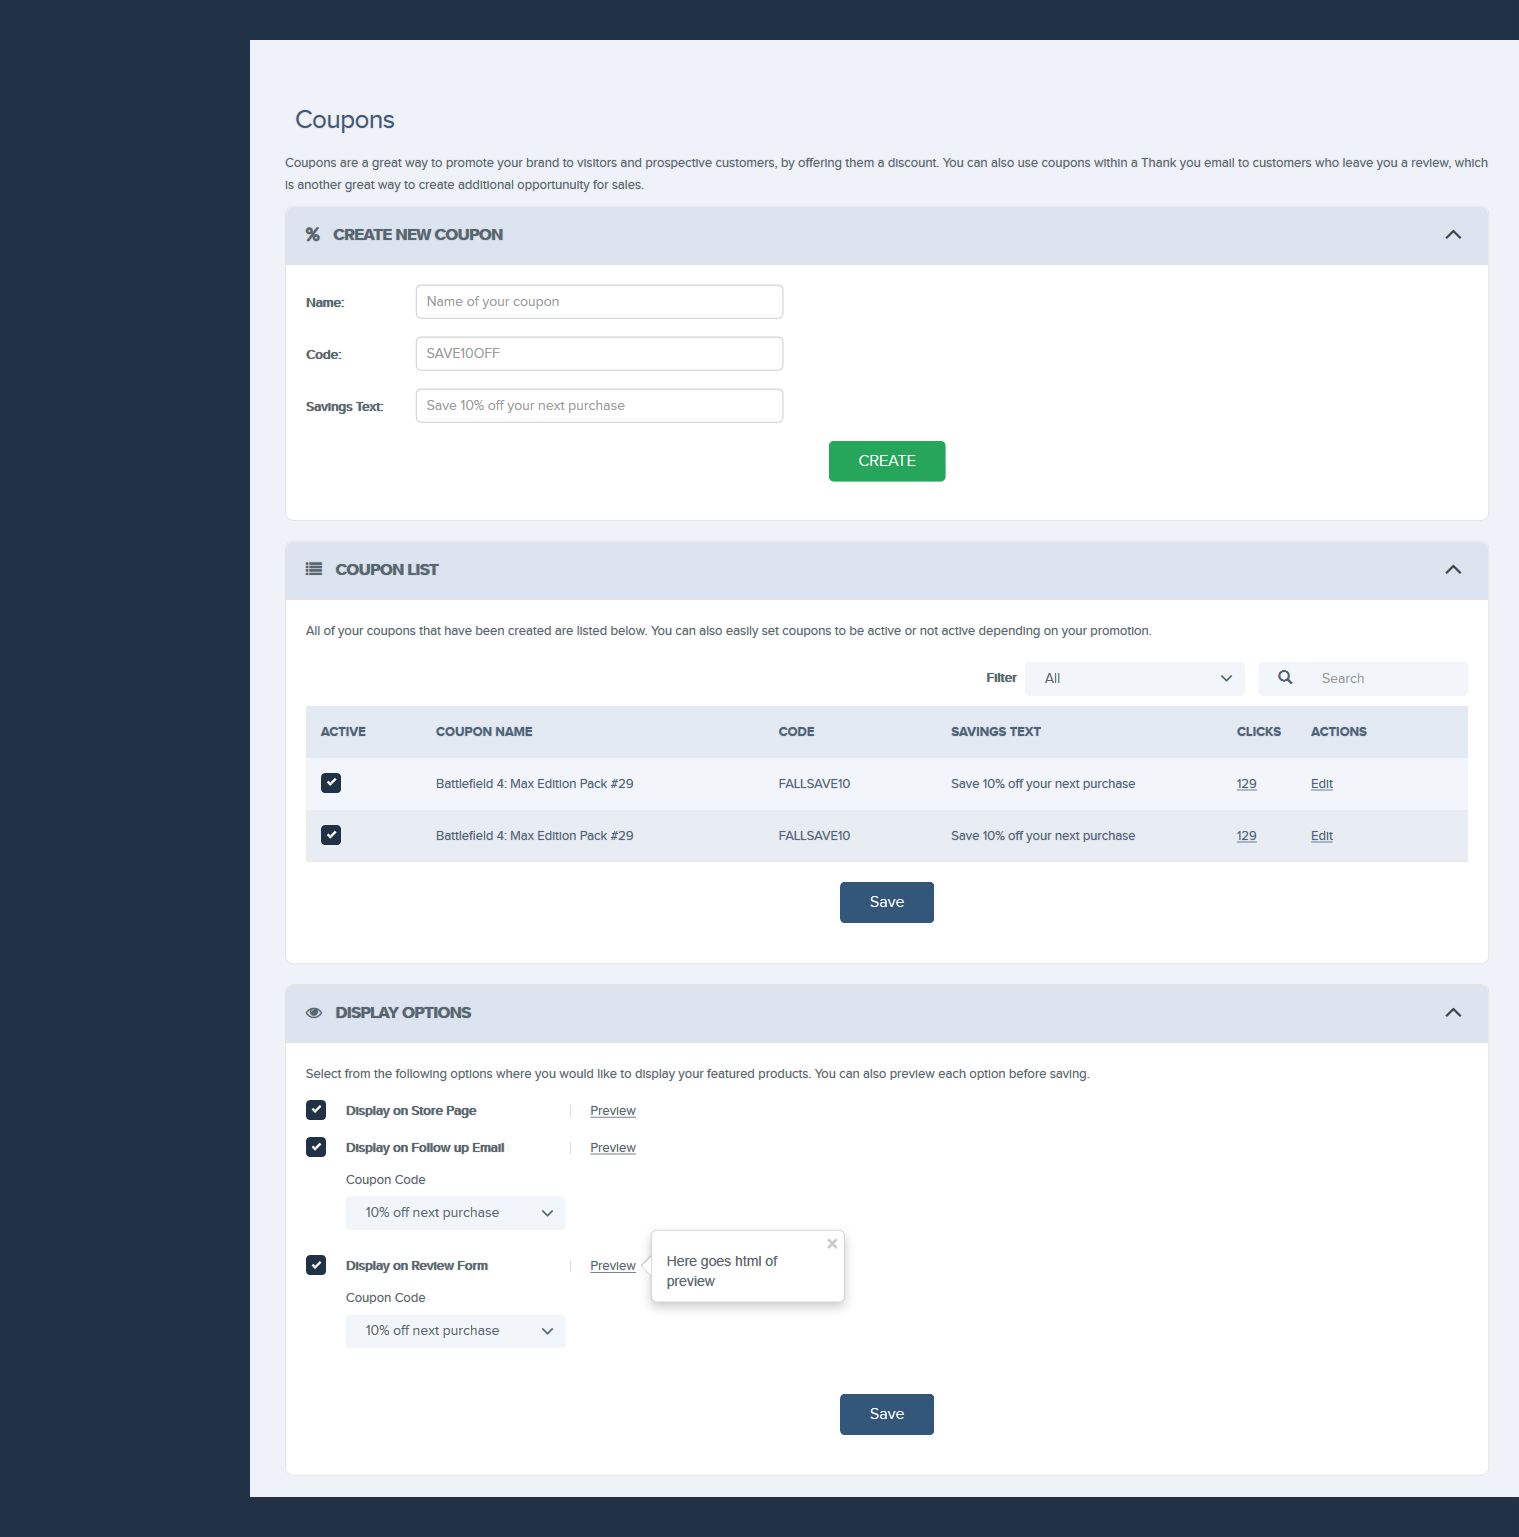 Coupons
Coupons are a great way to promote your brand to visitors and prospective customers, by offering them a discount. You can also use coupons within a Thank you email to customers who leave you a review, which
is another great way to create additional opportunuity for sales.
% CREATE NEW COUPON
Name: Name of your coupon
Code: SAVE10OFF
Savings Text: Save 10% off your next purchase
CREATE
COUPON LIST
All of your coupons that have been created are listed below. You can also easily set coupons to be active or not active depending on your promotion.
Filter All Search
ACTIVE COUPON NAME CODE SAVINGS TEXT CLICKS ACTIONS
Battlefield 4: Max Edition Pack #29 FALLSAVE10 Save 10% off your next purchase 129 Edit
Battlefield 4: Max Edition Pack #29 FALLSAVE10 Save 10% off your next purchase 129 Edit
Save
DISPLAY OPTIONS
Select from the following options where you would like to display your featured products. You can also preview each option before saving.
Display on Store Page | Preview
Display on Follow up Email | Preview
Coupon Code
10% off next purchase
Display on Review Form | Preview
Here goes html of
preview
Coupon Code
10% off next purchase
Save